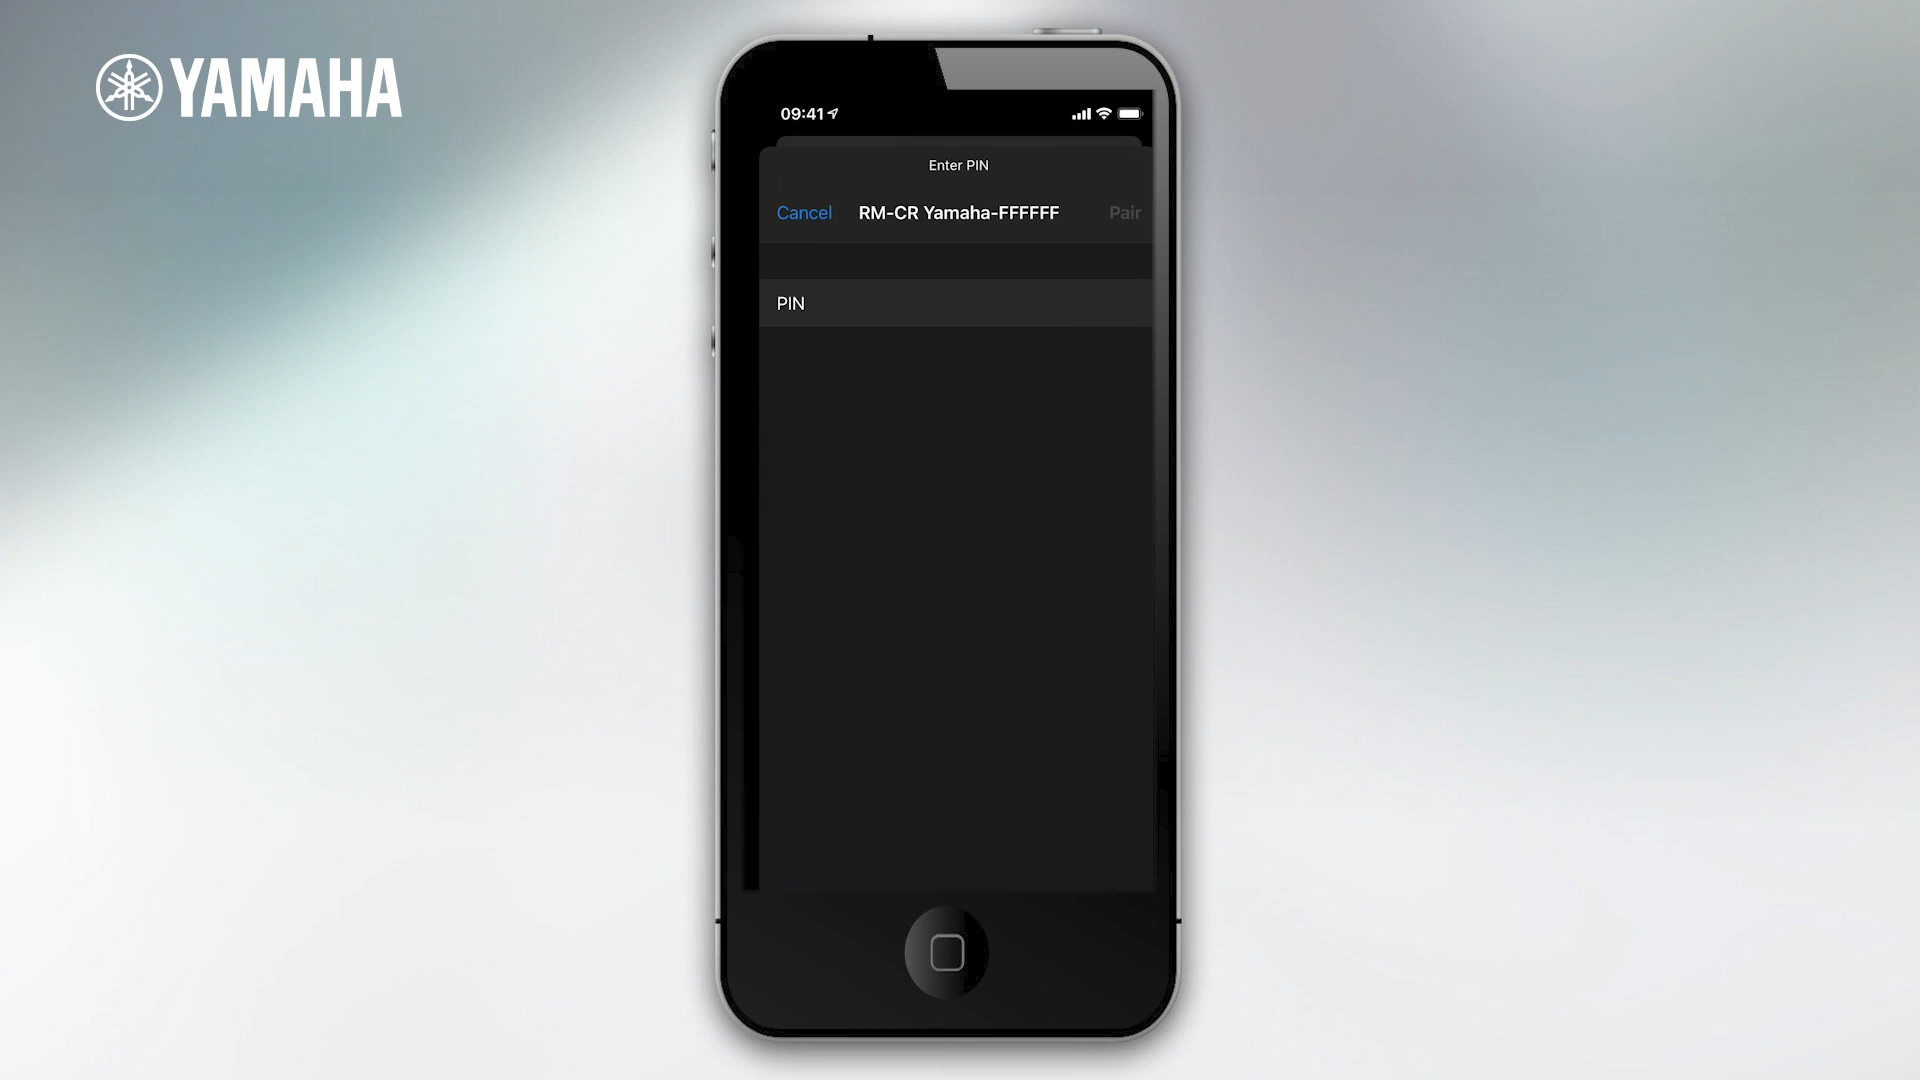 YAMAHA
09:41
Enter PIN
Cancel RM-CR Yamaha-FFFFFF Pair
PIN